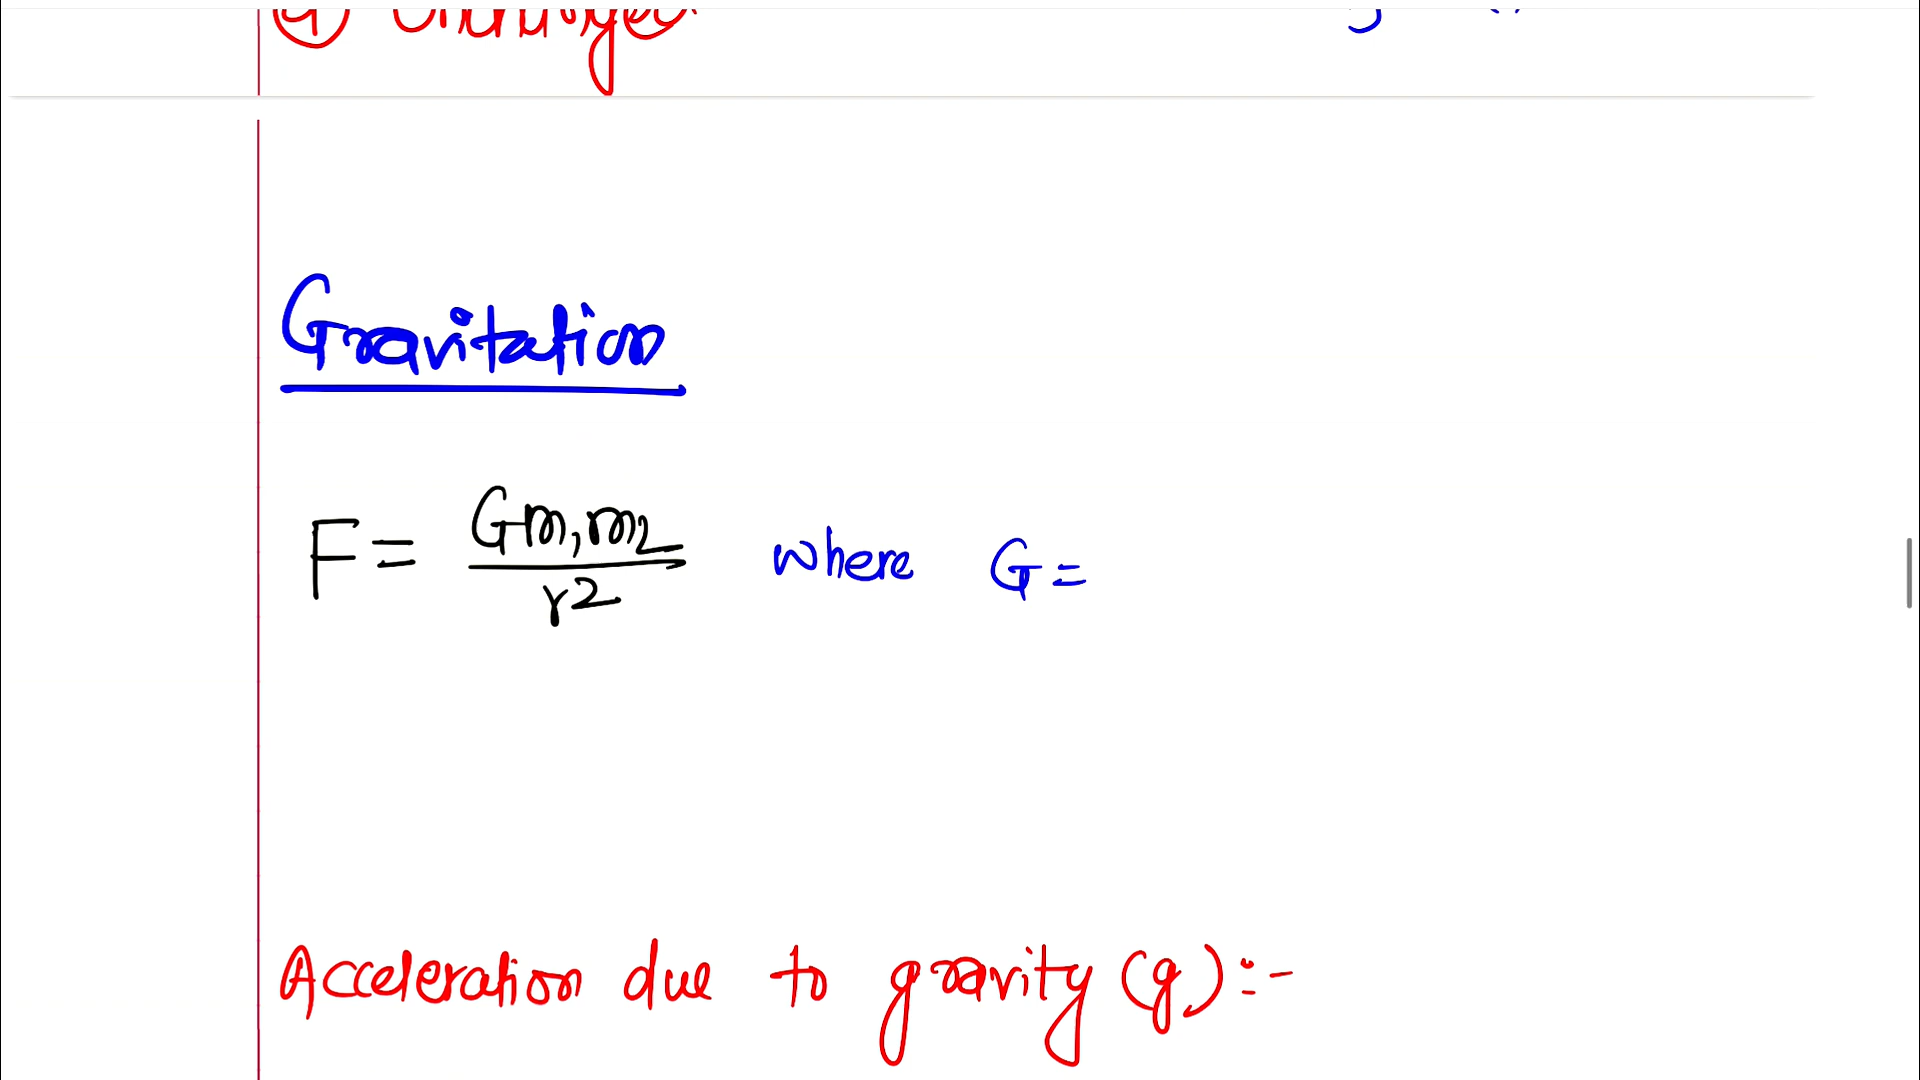 Gravitation
F = Gm1m2/r2 where G =
Acceleration due to gravity (g) :-